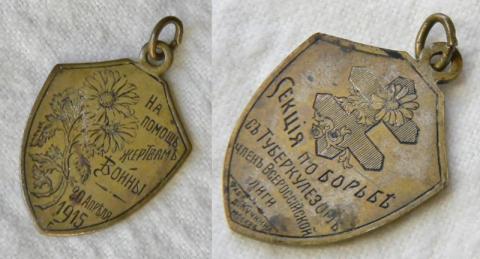 НА
ПОМОЩЬ
ЖЕРТВАМЪ
ВОЙНЫ
20 АПРѢЛЯ
1915
СЕКЦІЯ ПО БОРЬБѢ
СЪ ТУБЕРКУЛЕЗОМЪ
ЧЛЕНЪ ВСЕРОССІЙСКОЙ
ЛИГИ